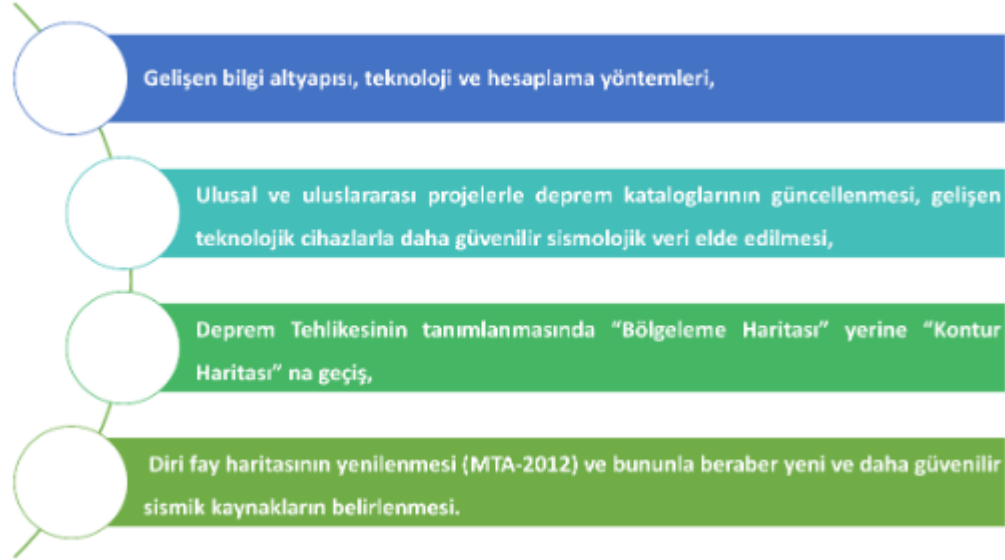 Gelişen bilgi altyapısı, teknoloji ve hesaplama yöntemleri,
Ulusal ve uluslararası projelerle deprem kataloglarının güncellenmesi, gelişen
teknolojik cihazlarla daha güvenilir sismolojik veri elde edilmesi,
Deprem Tehlikesinin tanımlanmasında “Bölgeleme Haritası” yerine “Kontur
Haritası” na geçiş,
Diri fay haritasının yenilenmesi (MTA-2012) ve bununla beraber yeni ve daha güvenilir
sismik kaynakların belirlenmesi.